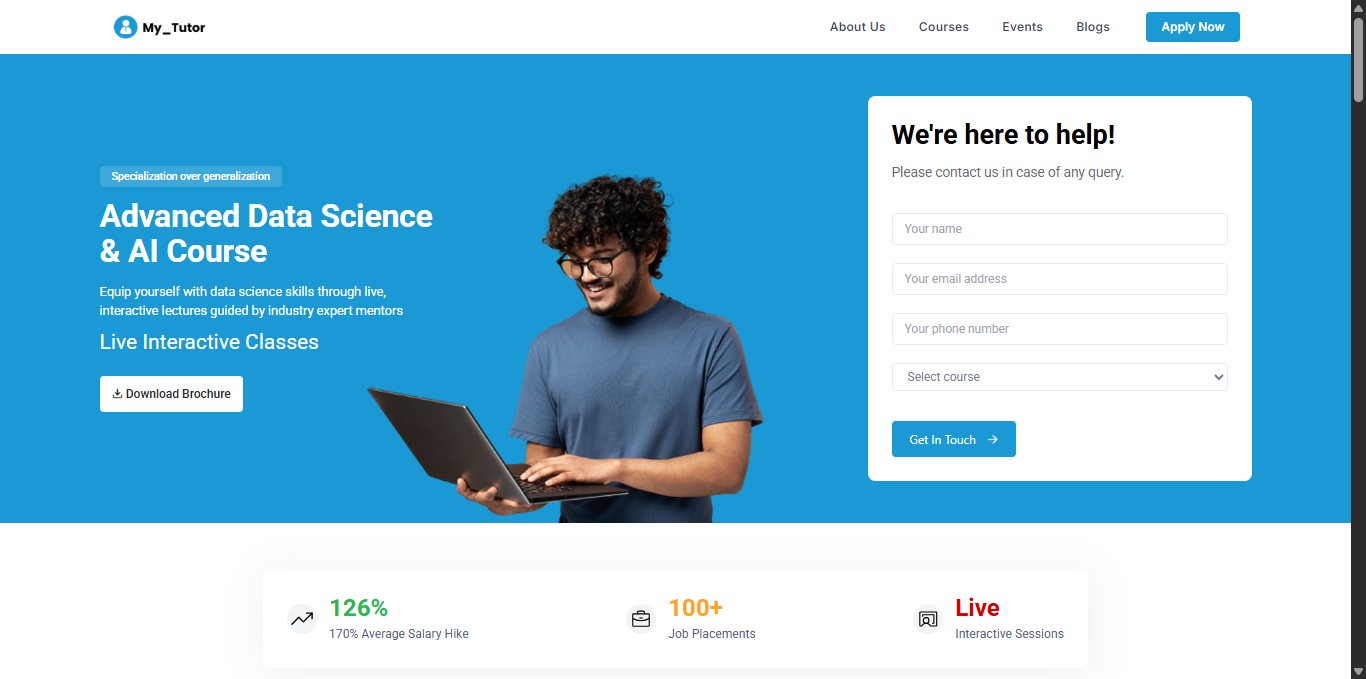 My_Tutor
About Us
Courses
Events
Blogs
Apply Now
Specialization over generalization
Advanced Data Science
& AI Course
Equip yourself with data science skills through live,
interactive lectures guided by industry expert mentors
Live Interactive Classes
Download Brochure
We're here to help!
Please contact us in case of any query.
Your name
Your email address
Your phone number
Select course
Get In Touch
126%
170% Average Salary Hike
100+
Job Placements
Live
Interactive Sessions